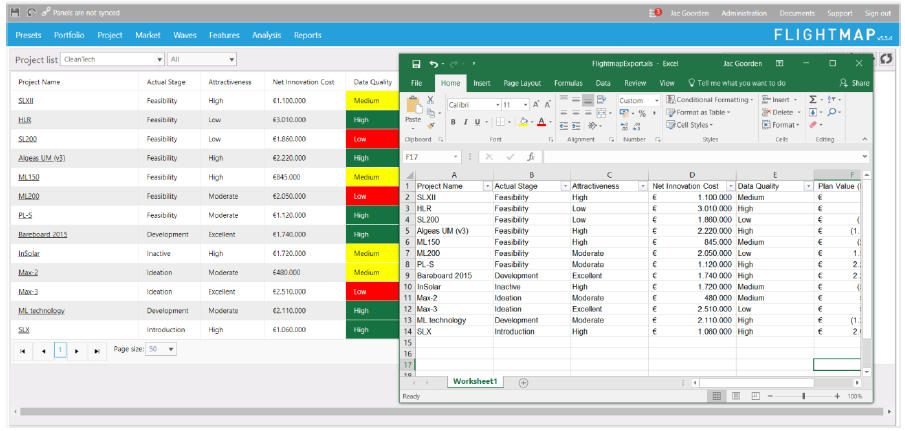 Panels are not synced
3 Jac Goorden Administration Documents Support Sign out
Presets Portfolio Project Market Waves Features Analysis Reports FLIGHTMAP
Project list CleanTech All
Project Name Actual Stage Attractiveness Net Innovation Cost Data Quality
SLXII Feasibility High €1.100.000 Medium
HLR Feasibility Low €3.010.000 High
SL200 Feasibility Low €1.860.000 Low
Algeas UM (v3) Feasibility High €2.220.000 High
ML150 Feasibility High €845.000 Medium
ML200 Feasibility Moderate €2.050.000 Low
PL-S Feasibility Moderate €1.120.000 High
Bareboard 2015 Development Excellent €1.740.000 High
InSolar Inactive High €1.720.000 Medium
Max-2 Ideation Moderate €480.000 Medium
Max-3 Ideation Excellent €2.510.000 Low
ML technology Development Moderate €2.110.000 High
SLX Introduction High €1.060.000 High
1 Page size: 50
FlightmapExport.xls - Excel Jac Goorden
File Home Insert Page Layout Formulas Data Review View Tell me what you want to do Share
Paste Calibri 11 A A Custom Conditional Formatting Insert
B I U A % Format as Table Delete
Cell Styles Format
Clipboard Font Alignment Number Styles Cells Editing
F17 fx
A B C D E F
1 Project Name Actual Stage Attractiveness Net Innovation Cost Data Quality Plan Value (
2 SLXII Feasibility High € 1.100.000 Medium €
3 HLR Feasibility Low € 3.010.000 High €
4 SL200 Feasibility Low € 1.860.000 Low € (
5 Algeas UM (v3) Feasibility High € 2.220.000 High € (1.
6 ML150 Feasibility High € 845.000 Medium €
7 ML200 Feasibility Moderate € 2.050.000 Low € 1.
8 PL-S Feasibility Moderate € 1.120.000 High € 2.
9 Bareboard 2015 Development Excellent € 1.740.000 High € 2.
10 InSolar Inactive High € 1.720.000 Medium €
11 Max-2 Ideation Moderate € 480.000 Medium €
12 Max-3 Ideation Excellent € 2.510.000 Low €
13 ML technology Development Moderate € 2.110.000 High € (1.
14 SLX Introduction High € 1.060.000 High € 2.
15
16
17
18
Worksheet1
Ready 100%